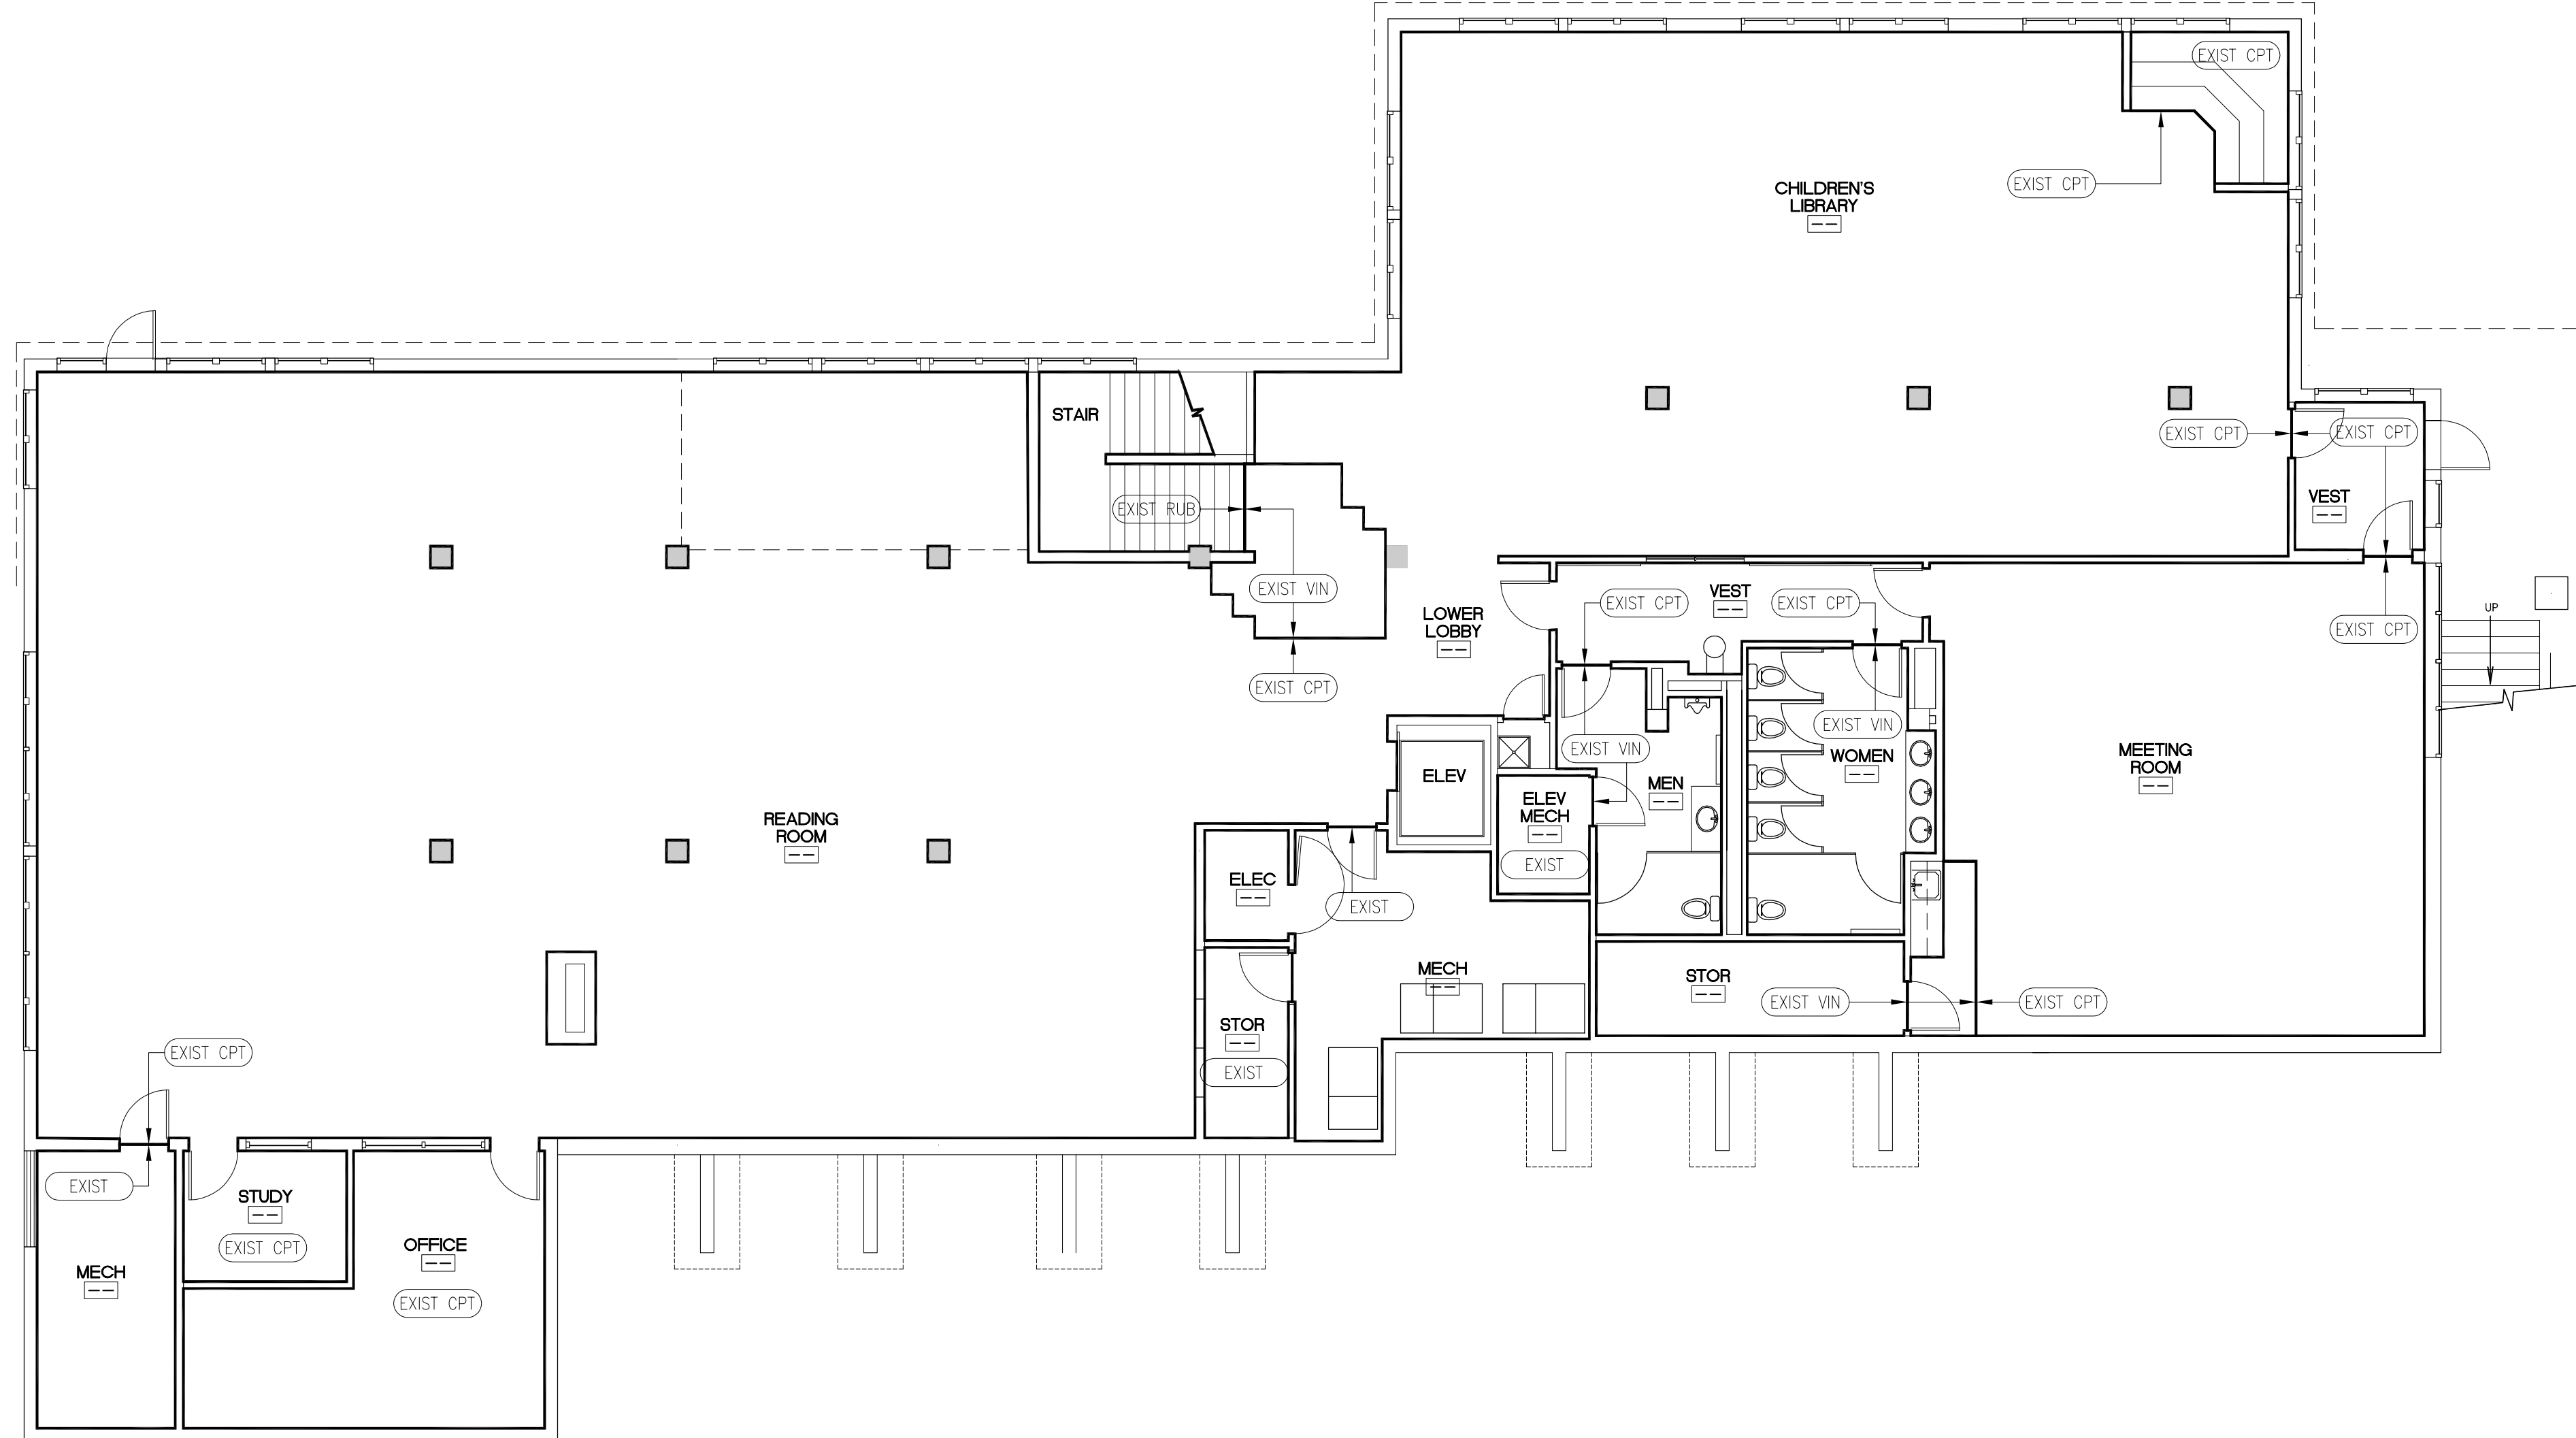 EXIST CPT
EXIST CPT
CHILDREN'S
LIBRARY
-- --
STAIR
EXIST CPT
EXIST CPT
VEST
-- --
EXIST RUB
EXIST VIN
EXIST CPT
LOWER
LOBBY
-- --
EXIST CPT
VEST
-- --
EXIST CPT
EXIST CPT
UP
EXIST VIN
EXIST VIN
WOMEN
-- --
MEETING
ROOM
-- --
ELEV
ELEV
MECH
-- --
EXIST
MEN
-- --
READING
ROOM
-- --
ELEC
-- --
EXIST
MECH
-- --
STOR
-- --
EXIST VIN
EXIST CPT
STOR
-- --
EXIST
EXIST CPT
EXIST
STUDY
-- --
EXIST CPT
OFFICE
-- --
EXIST CPT
MECH
-- --